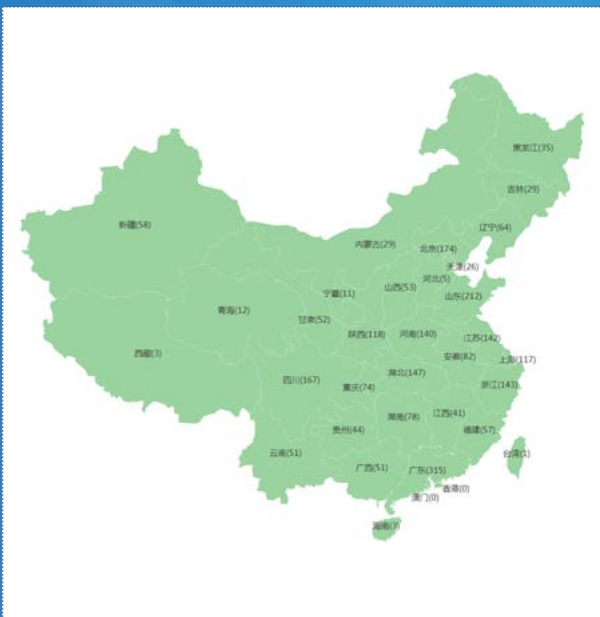 黑龙江(35)
吉林(29)
辽宁(64)
新疆(58)
内蒙古(29)
北京(174)
天津(26)
河北(5)
山西(53)
宁夏(11)
山东(212)
青海(12)
甘肃(52)
陕西(118)
河南(140)
江苏(142)
西藏(3)
安徽(82)
上海(117)
四川(167)
重庆(74)
湖北(147)
浙江(143)
湖南(78)
江西(41)
贵州(44)
福建(57)
云南(51)
台湾(1)
广西(51)
广东(315)
香港(0)
澳门(0)
海南(3)